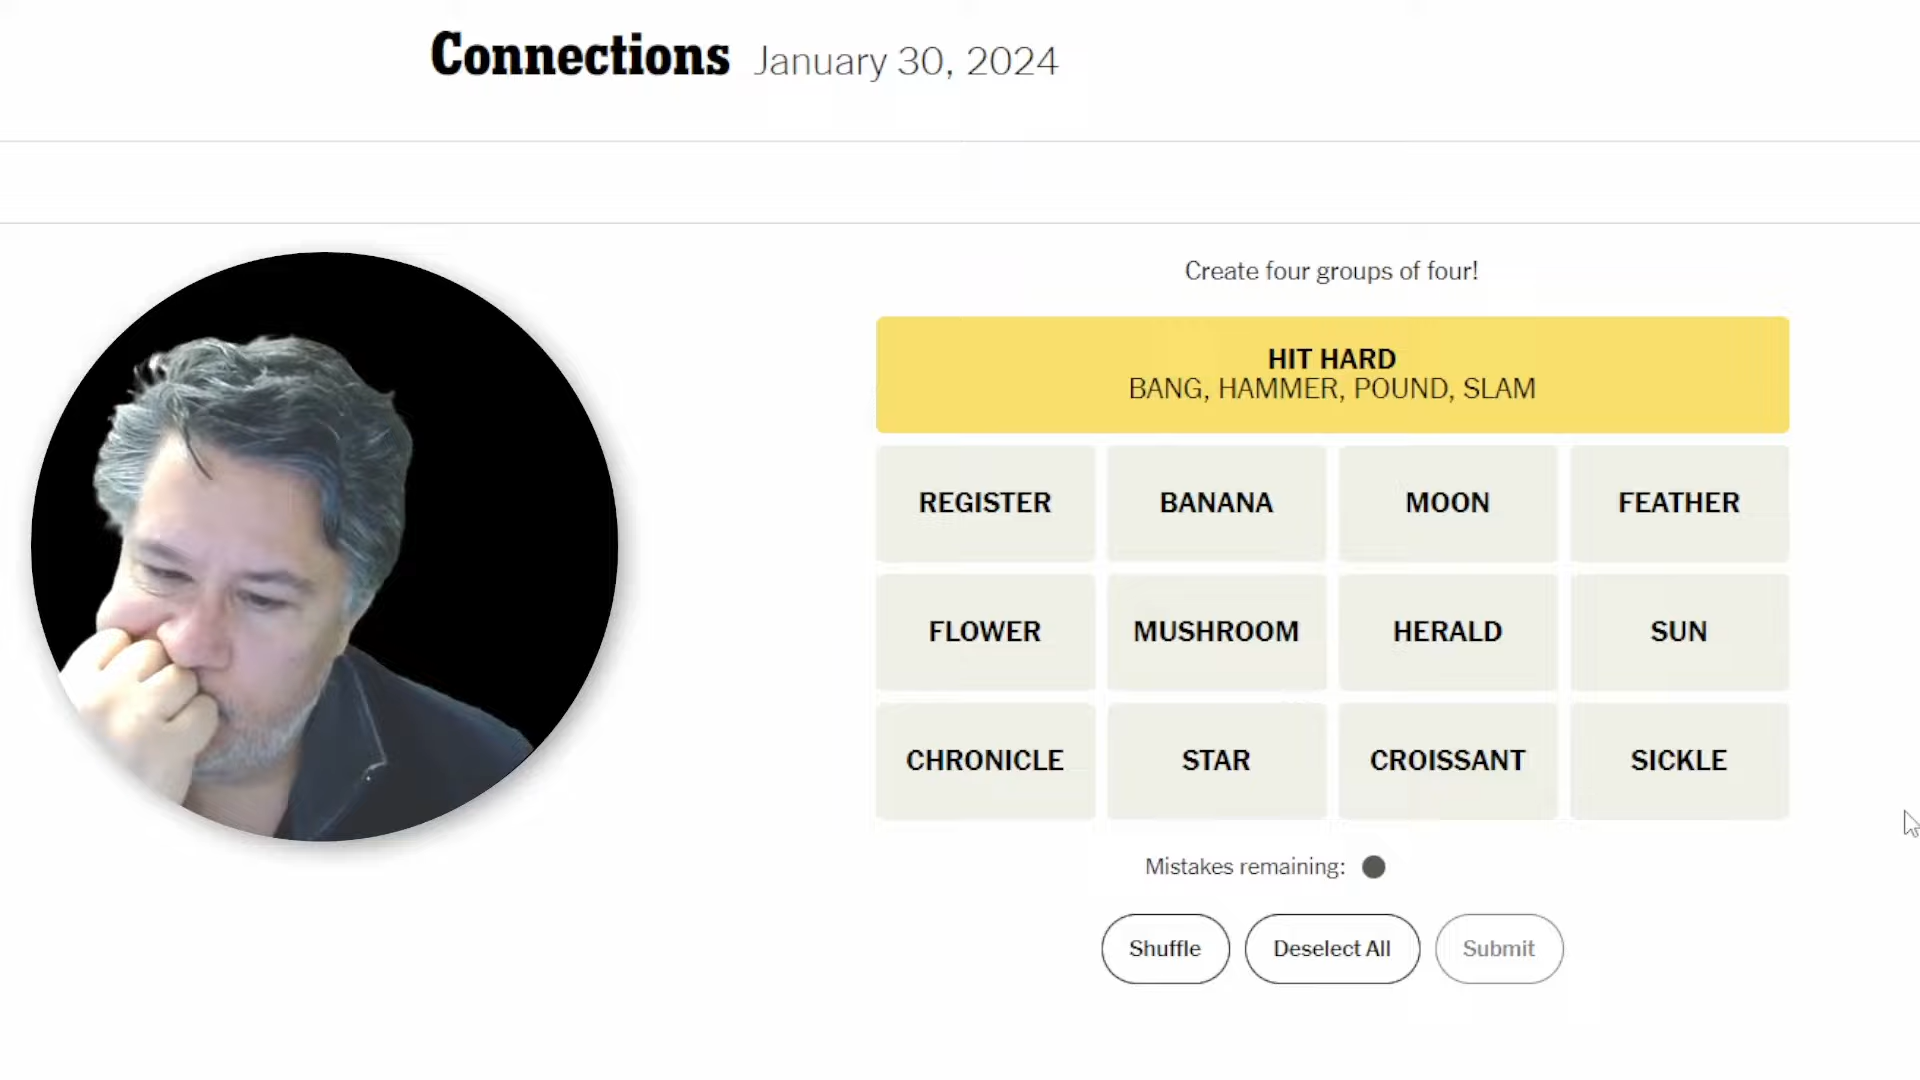 Connections January 30, 2024
Create four groups of four!
HIT HARD
BANG, HAMMER, POUND, SLAM
REGISTER BANANA MOON FEATHER
FLOWER MUSHROOM HERALD SUN
CHRONICLE STAR CROISSANT SICKLE
Mistakes remaining:
Shuffle Deselect All Submit